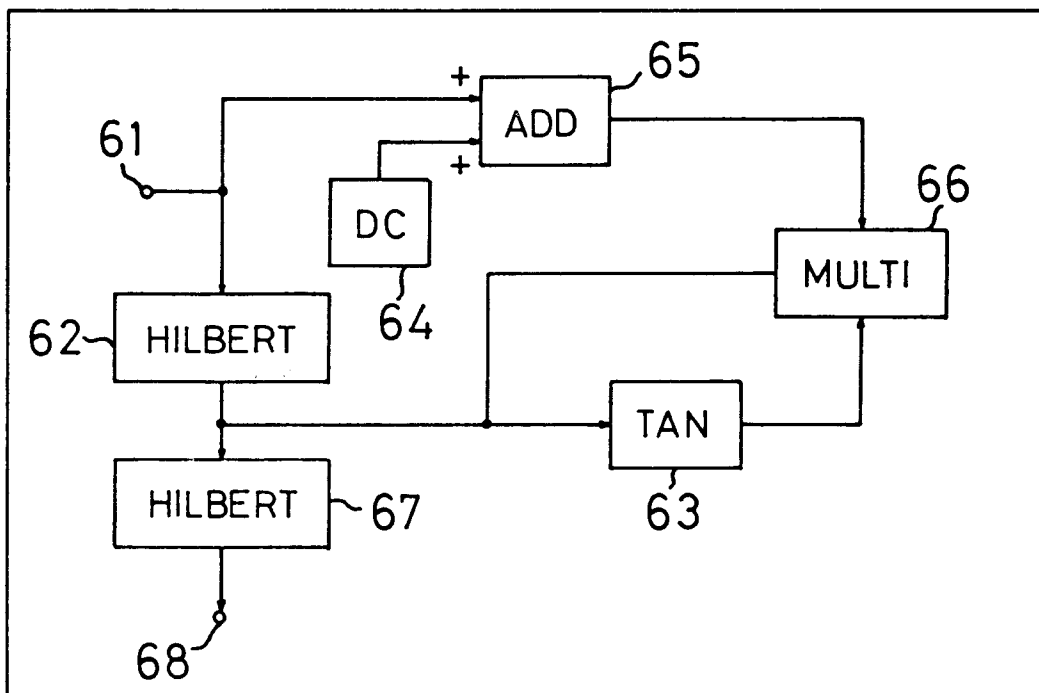 65
+
ADD
61
+
DC
66
MULTI
64
62
HILBERT
TAN
HILBERT
67
63
68